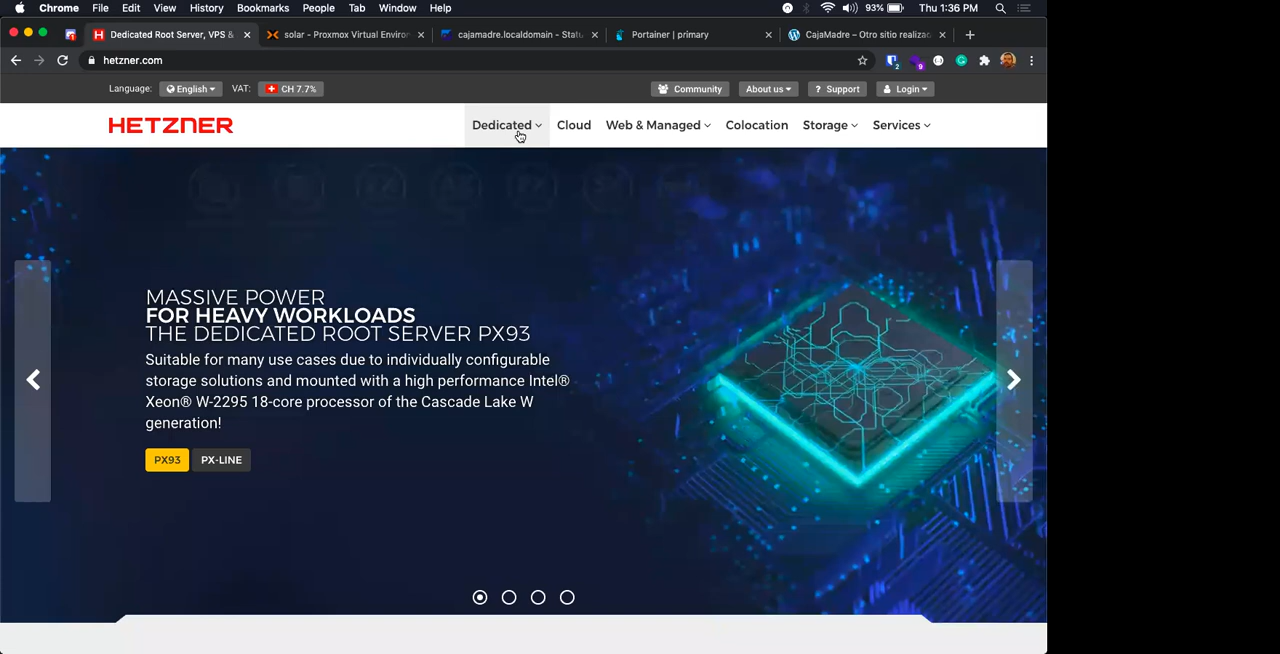 Chrome File Edit View History Bookmarks People Tab Window Help 93% Thu 1:36 PM
Dedicated Root Server, VPS & solar - Proxmox Virtual Environ cajamadre.localdomain - Statu Portainer | primary CajaMadre – Otro sitio realizac
hetzner.com 2 9
Language: English VAT: CH 7.7% Community About us ? Support Login
HETZNER Dedicated Cloud Web & Managed Colocation Storage Services
MASSIVE POWER
FOR HEAVY WORKLOADS
THE DEDICATED ROOT SERVER PX93
Suitable for many use cases due to individually configurable
storage solutions and mounted with a high performance Intel®
Xeon® W-2295 18-core processor of the Cascade Lake W
generation!
PX93 PX-LINE